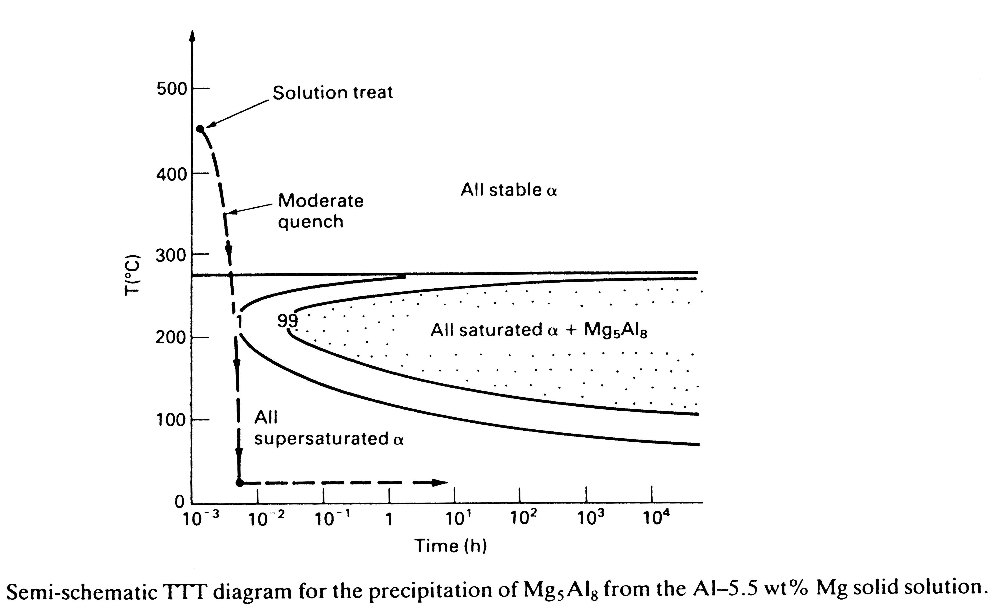 500
Solution treat
400
All stable α
Moderate
quench
300
T(°C)
1
99
All saturated α + Mg₅Al₈
200
100
All
supersaturated α
0
10⁻³ 10⁻² 10⁻¹ 1 10¹ 10² 10³ 10⁴
Time (h)
Semi-schematic TTT diagram for the precipitation of Mg₅Al₈ from the Al–5.5 wt% Mg solid solution.